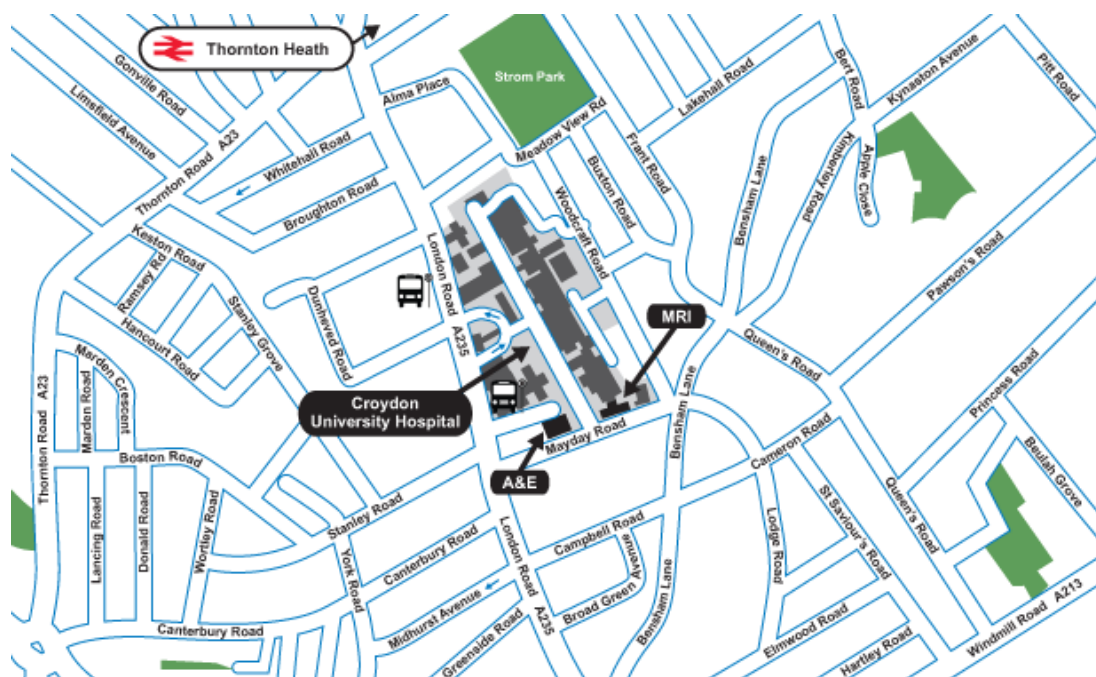 Thornton Heath
Strom Park
Gonville Road
Limsfield Avenue
Thornton Road A23
Alma Place
Whitehall Road
Broughton Road
Meadow View Rd
Lakehall Road
Frant Road
Buxton Road
Woodcraft Road
Bert Road
Kynaston Avenue
Pitt Road
Kimberley Road
Apple Close
Bensham Lane
Pawson's Road
Keston Road
Ramsey Rd
Stanley Grove
Hancourt Road
Dunheved Road
London Road A235
MRI
Queen's Road
Princess Road
Marden Crescent
Marden Road
Thornton Road A23
Croydon
University Hospital
Bensham Lane
Mayday Road
A&E
Boston Road
Cameron Road
Beulah Grove
Stanley Road
Lancing Road
Donald Road
Wortley Road
York Road
Canterbury Road
London Road A235
Campbell Road
Broad Green Avenue
Lodge Road
St Saviour's Road
Queen's Road
Canterbury Road
Midhurst Avenue
Greenside Road
Bensham Lane
Elmwood Road
Hartley Road
Windmill Road A213